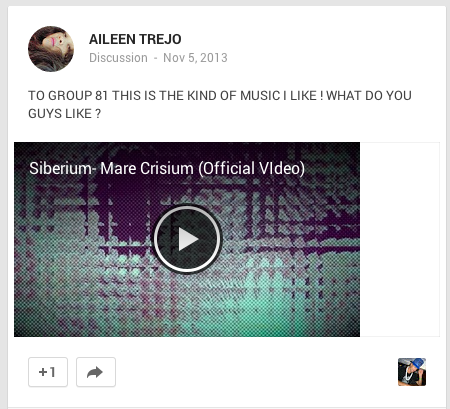 AILEEN TREJO
Discussion - Nov 5, 2013
TO GROUP 81 THIS IS THE KIND OF MUSIC I LIKE ! WHAT DO YOU
GUYS LIKE ?
Siberium- Mare Crisium (Official VIdeo)
+1